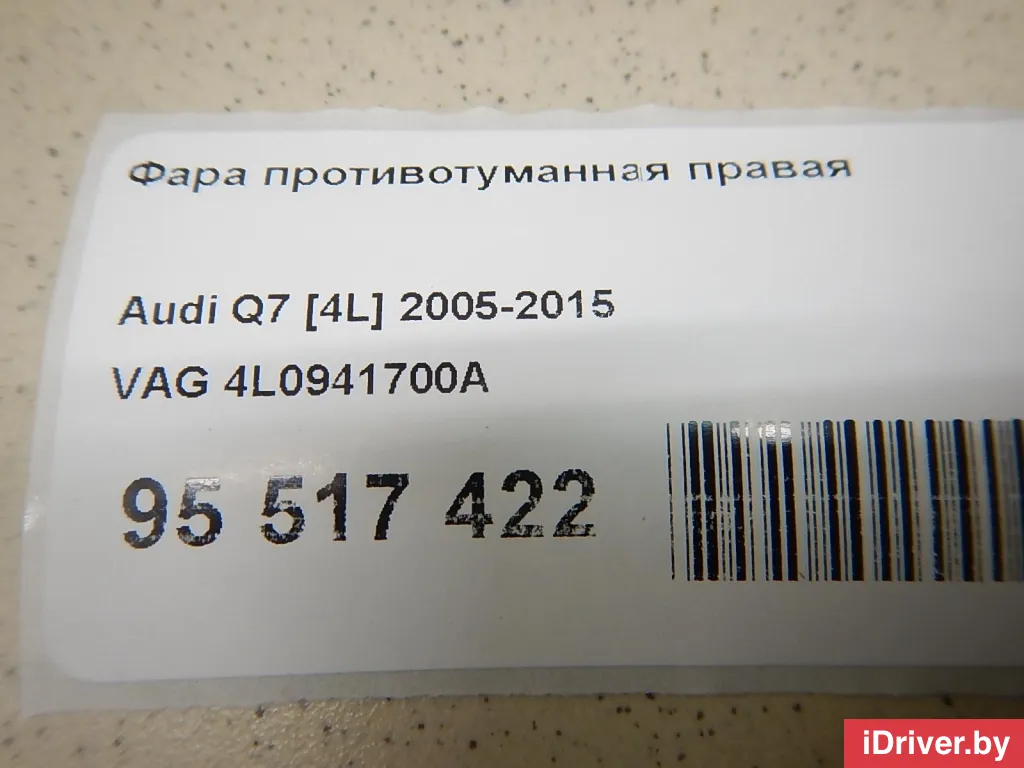 Фара противотуманная правая
Audi Q7 [4L] 2005-2015
VAG 4L0941700A
95 517 422
iDriver.by